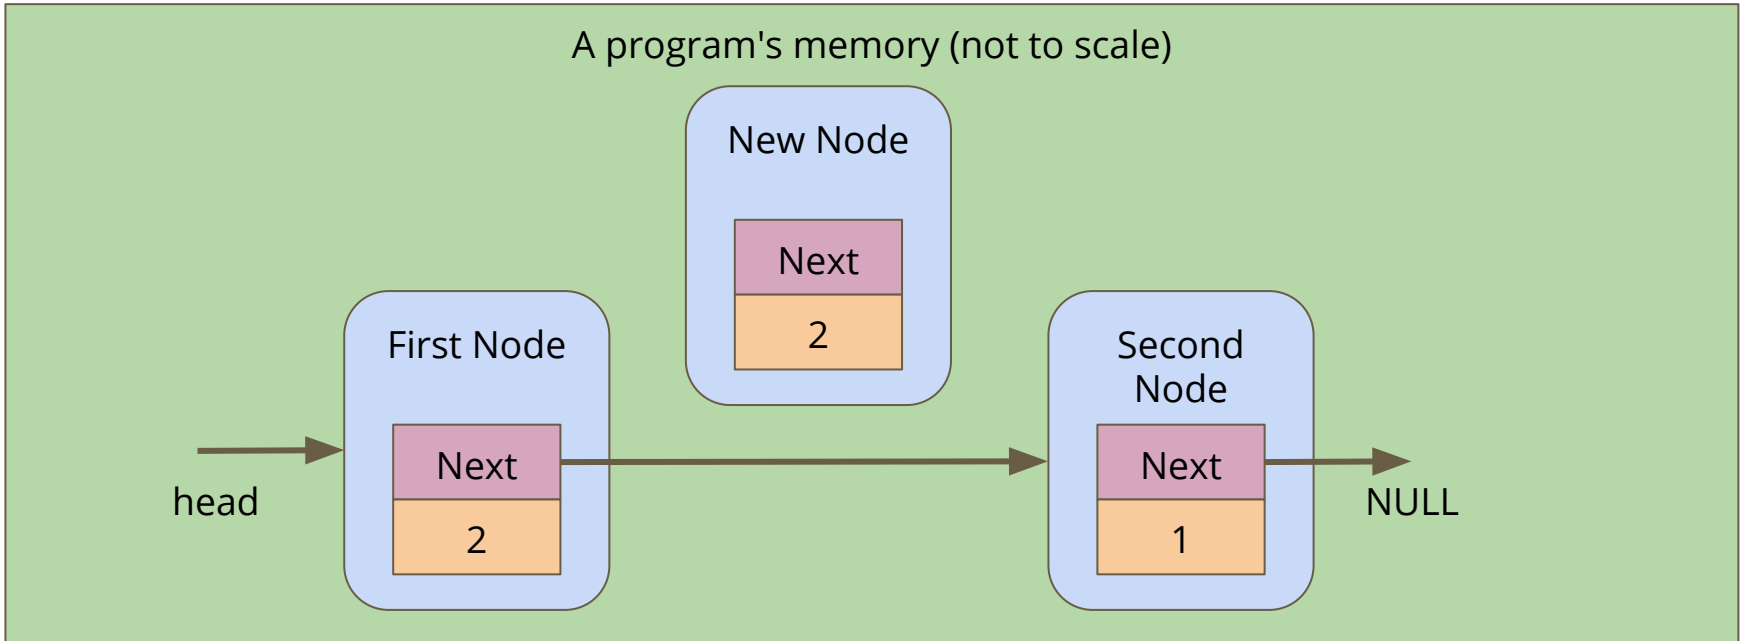 A program's memory (not to scale)
New Node
Next
2
First Node
Next
2
Second
Node
Next
1
head
NULL